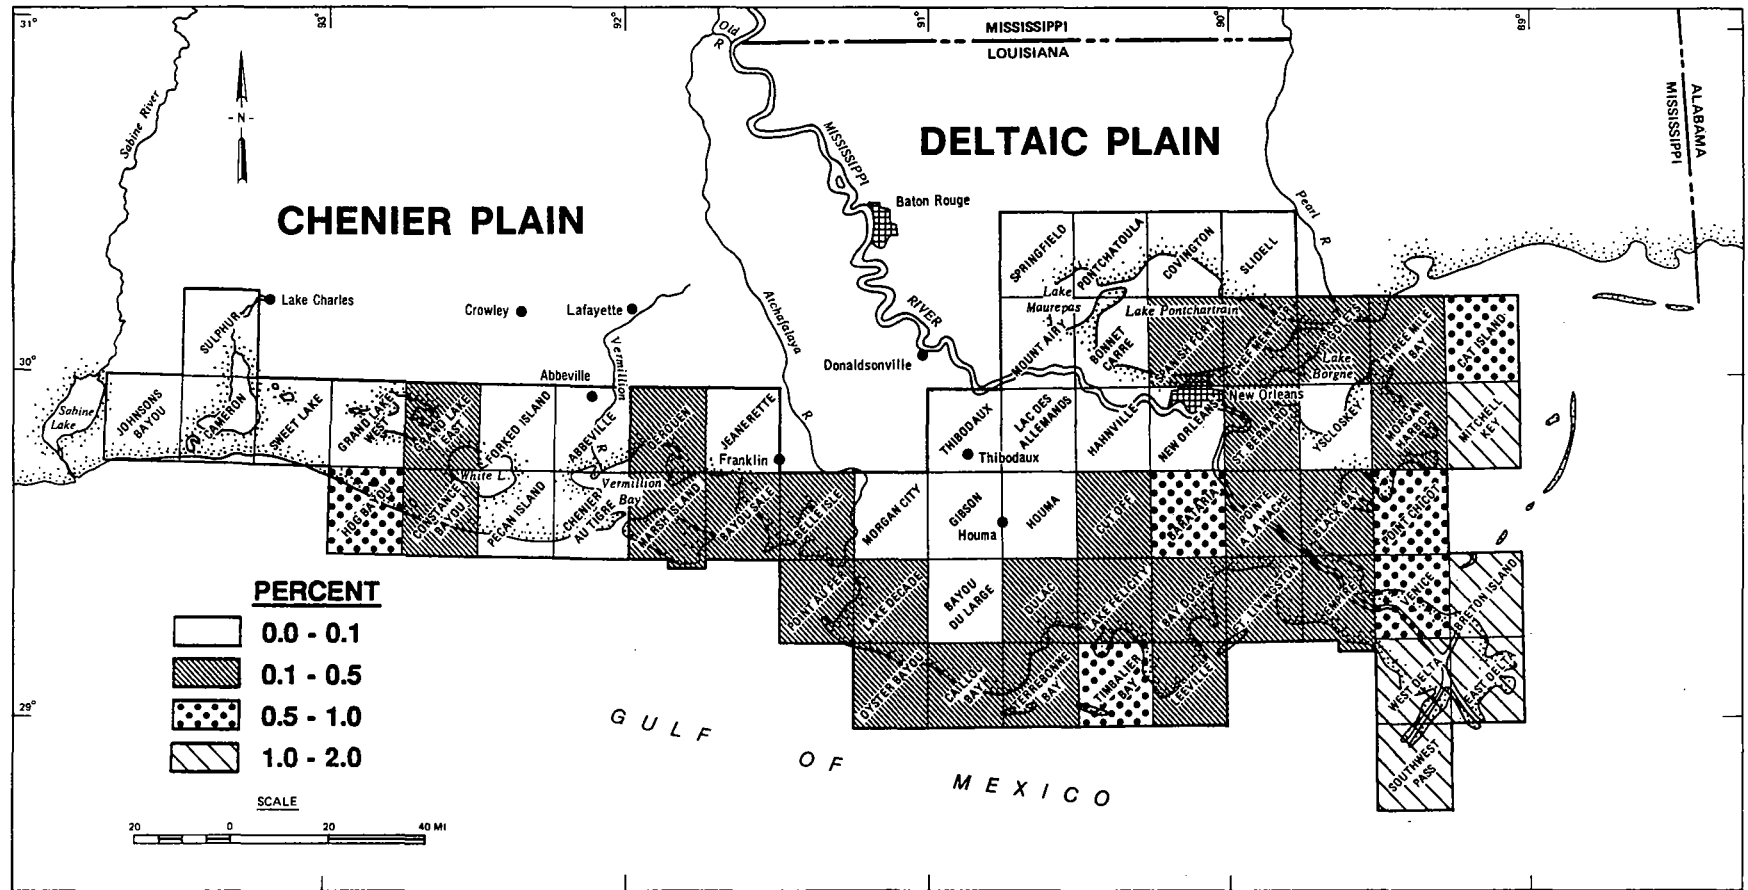 31°
93°
92°
91°
90°
89°
Old
R
MISSISSIPPI
LOUISIANA
ALABAMA
MISSISSIPPI
Sabine River
- N -
MISSISSIPPI
DELTAIC PLAIN
Baton Rouge
Pearl
R
CHENIER PLAIN
SPRINGFIELD
PONTCHATOULA
COVINGTON
SLIDELL
Lake Charles
Crowley
Lafayette
Atchafalaya
R
RIVER
Lake
Maurepas
Lake Pontchartrain
SULPHUR
MOUNT AIRY
BONNET
CARRE
SPANISH FORT
CHEF MENTEUR
RIGOLETS
THREE MILE
BAY
CAT ISLAND
Lake
Borgne
Donaldsonville
Vermillion
R
30°
Abbeville
New Orleans
Sabine
Lake
JOHNSONS
BAYOU
CAMERON
SWEET LAKE
GRAND LAKE
WEST
GRAND LAKE
EAST
FORKED ISLAND
ABBEVILLE
DEROUEN
JEANERETTE
Franklin
THIBODAUX
Thibodaux
LAC DES
ALLEMANDS
HAHNVILLE
NEW ORLEANS
ST. BERNARD
YSCLOSKEY
MORGAN
HARBOR
MITCHELL
KEY
White L.
Vermillion
Bay
HOG BAYOU
CONSTANCE
BAYOU
PECAN ISLAND
CHENIER
AU TIGRE
MARSH ISLAND
BAYOU SALE
BELLE ISLE
MORGAN CITY
GIBSON
Houma
HOUMA
CUT OFF
BARATARIA
POINTE
A LA HACHE
BLACK BAY
PORT CHICOT
PERCENT
0.0 - 0.1
0.1 - 0.5
0.5 - 1.0
1.0 - 2.0
POINT AU FER
LAKE DECADE
BAYOU
DU LARGE
DULAC
LAKE FELICITY
BAY DOGRIS
FT. LIVINGSTON
EMPIRE
VENICE
BRETON ISLAND
29°
OYSTER BAYOU
CAILLOU
BAY
TERREBONNE
BAY
TIMBALIER
BAY
LEEVILLE
WEST DELTA
EAST DELTA
SOUTHWEST
PASS
GULF OF MEXICO
SCALE
20 0 20 40 MI